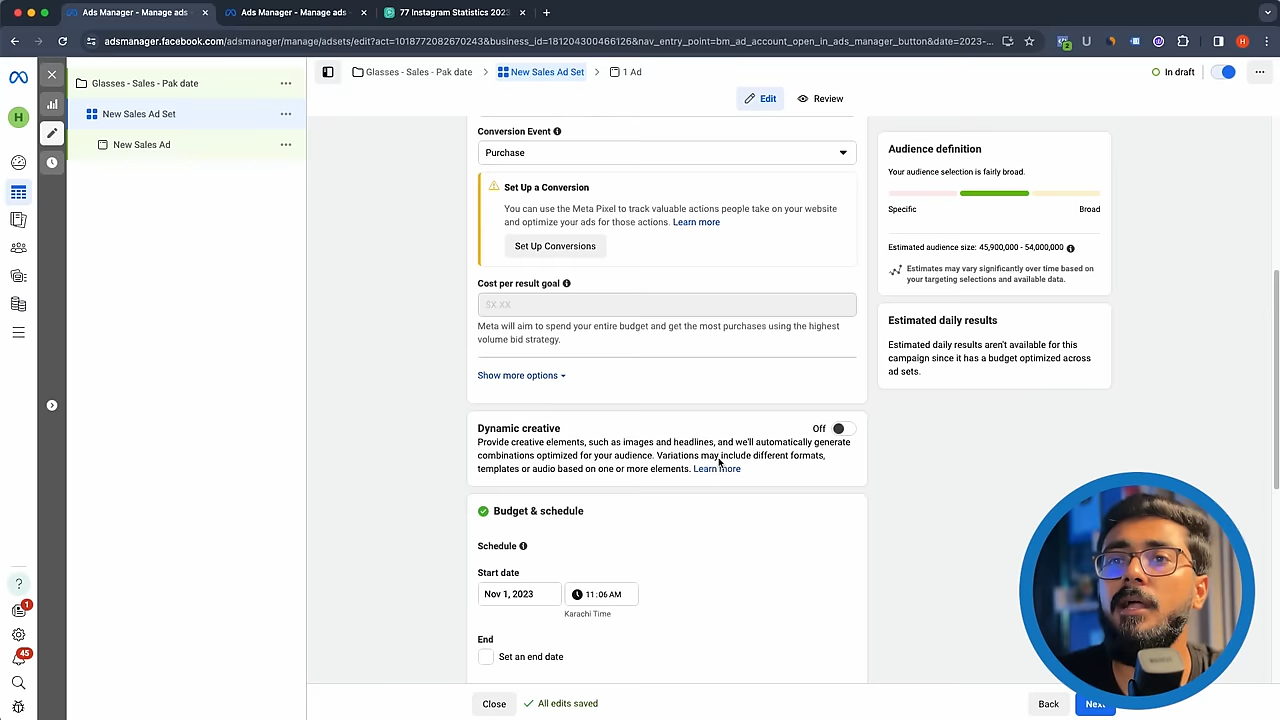 Ads Manager - Manage ads -
Ads Manager - Manage ads -
77 Instagram Statistics 2023
adsmanager.facebook.com/adsmanager/manage/adsets/edit?act=1018772082670243&business_id=181204300466126&nav_entry_point=bm_ad_account_open_in_ads_manager_button&date=2023-...
Glasses - Sales - Pak date
New Sales Ad Set
New Sales Ad
Glasses - Sales - Pak date
New Sales Ad Set
1 Ad
In draft
Edit
Review
H
H
2
U
1
45
?
Conversion Event
Purchase
Set Up a Conversion
You can use the Meta Pixel to track valuable actions people take on your website
and optimize your ads for those actions. Learn more
Set Up Conversions
Cost per result goal
$X.XX
Meta will aim to spend your entire budget and get the most purchases using the highest
volume bid strategy.
Show more options
Dynamic creative
Off
Provide creative elements, such as images and headlines, and we'll automatically generate
combinations optimized for your audience. Variations may include different formats,
templates or audio based on one or more elements. Learn more
Budget & schedule
Schedule
Start date
Nov 1, 2023
11:06 AM
Karachi Time
End
Set an end date
Audience definition
Your audience selection is fairly broad.
Specific
Broad
Estimated audience size: 45,900,000 - 54,000,000
Estimates may vary significantly over time based on
your targeting selections and available data.
Estimated daily results
Estimated daily results aren't available for this
campaign since it has a budget optimized across
ad sets.
Close
All edits saved
Back
Next